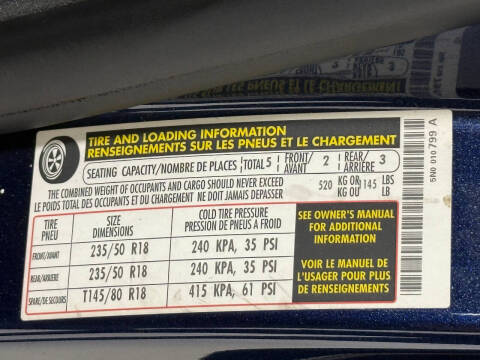 TIRE AND LOADING INFORMATION
RENSEIGNEMENTS SUR LES PNEUS ET LE CHARGEMENT
SEATING CAPACITY/NOMBRE DE PLACES TOTAL 5 FRONT/AVANT 2 REAR/ARRIÈRE 3
THE COMBINED WEIGHT OF OCCUPANTS AND CARGO SHOULD NEVER EXCEED 520 KG OR 1145 LBS
LE POIDS TOTAL DES OCCUPANTS ET DU CHARGEMENT NE DOIT JAMAIS DÉPASSER KG OU LB
TIRE PNEU
SIZE DIMENSIONS
COLD TIRE PRESSURE
PRESSION DE PNEUS A FROID
FRONT/AVANT 235/50 R18 240 KPA, 35 PSI
REAR/ARRIÈRE 235/50 R18 240 KPA, 35 PSI
SPARE/DE SECOURS T145/80 R18 415 KPA, 61 PSI
SEE OWNER'S MANUAL
FOR ADDITIONAL
INFORMATION
VOIR LE MANUEL DE
L'USAGER POUR PLUS
DE RENSEIGNEMENTS
5N0 010 799 A